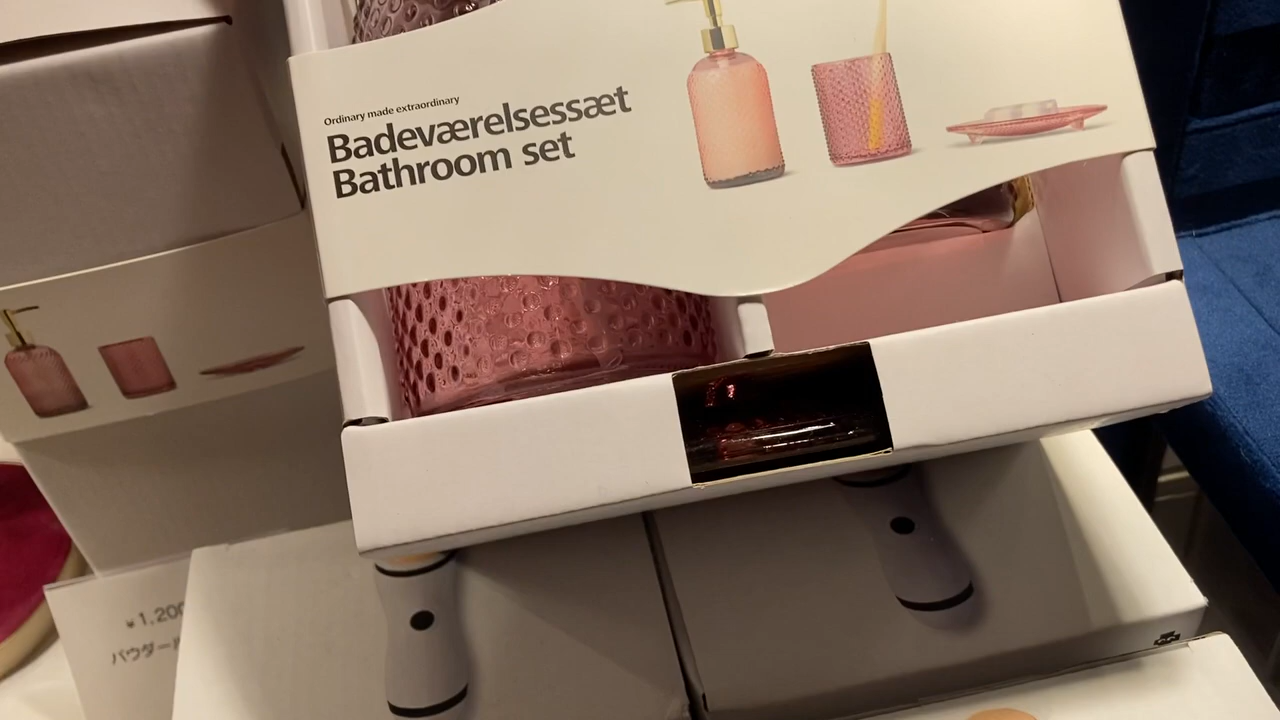 Ordinary made extraordinary
Badeværelsessæt
Bathroom set
¥1,200
パウダー